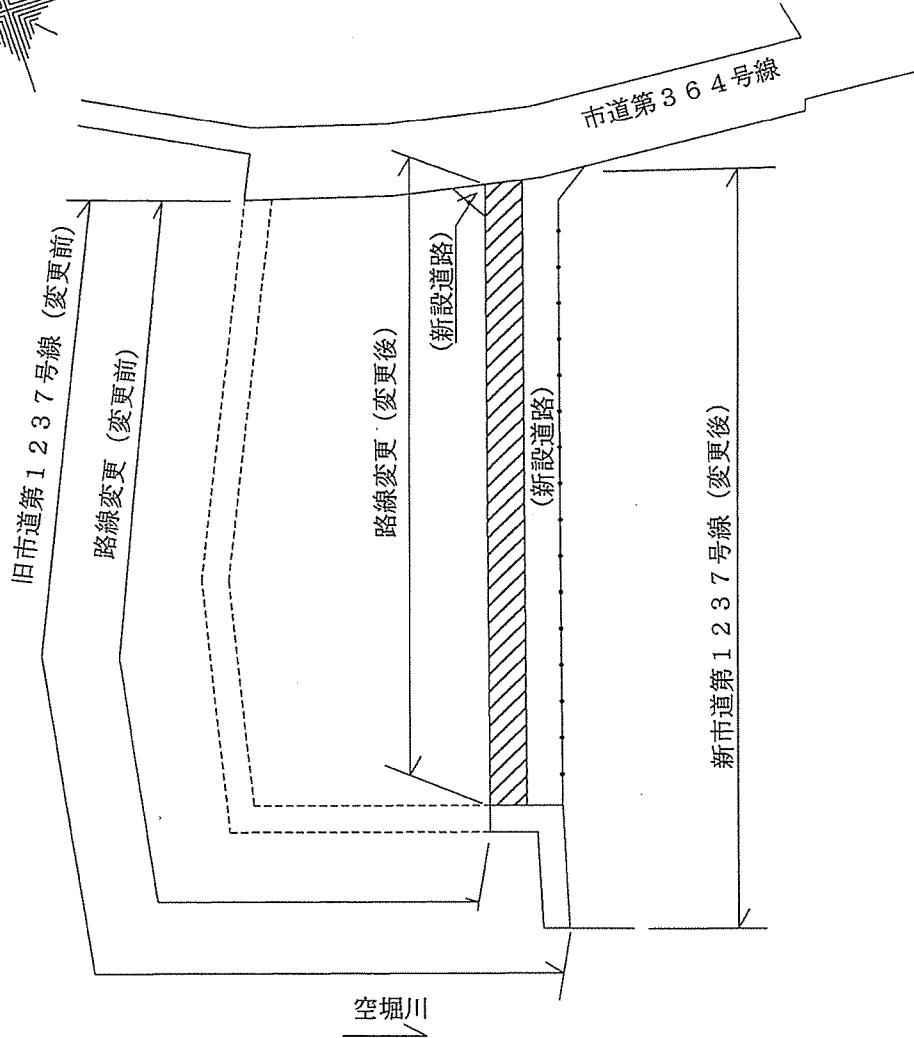 市道第３６４号線
旧市道第１２３７号線（変更前）
路線変更（変更前）
路線変更（変更後）
（新設道路）
（新設道路）
新市道第１２３７号線（変更後）
空堀川